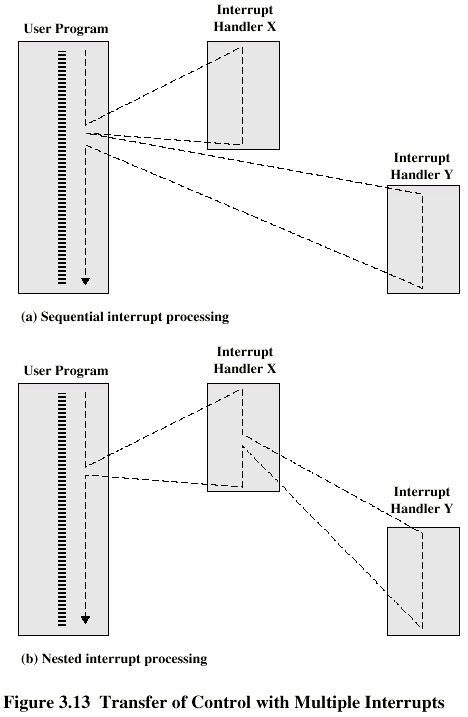 User Program
Interrupt
Handler X
Interrupt
Handler Y
(a) Sequential interrupt processing
User Program
Interrupt
Handler X
Interrupt
Handler Y
(b) Nested interrupt processing
Figure 3.13 Transfer of Control with Multiple Interrupts